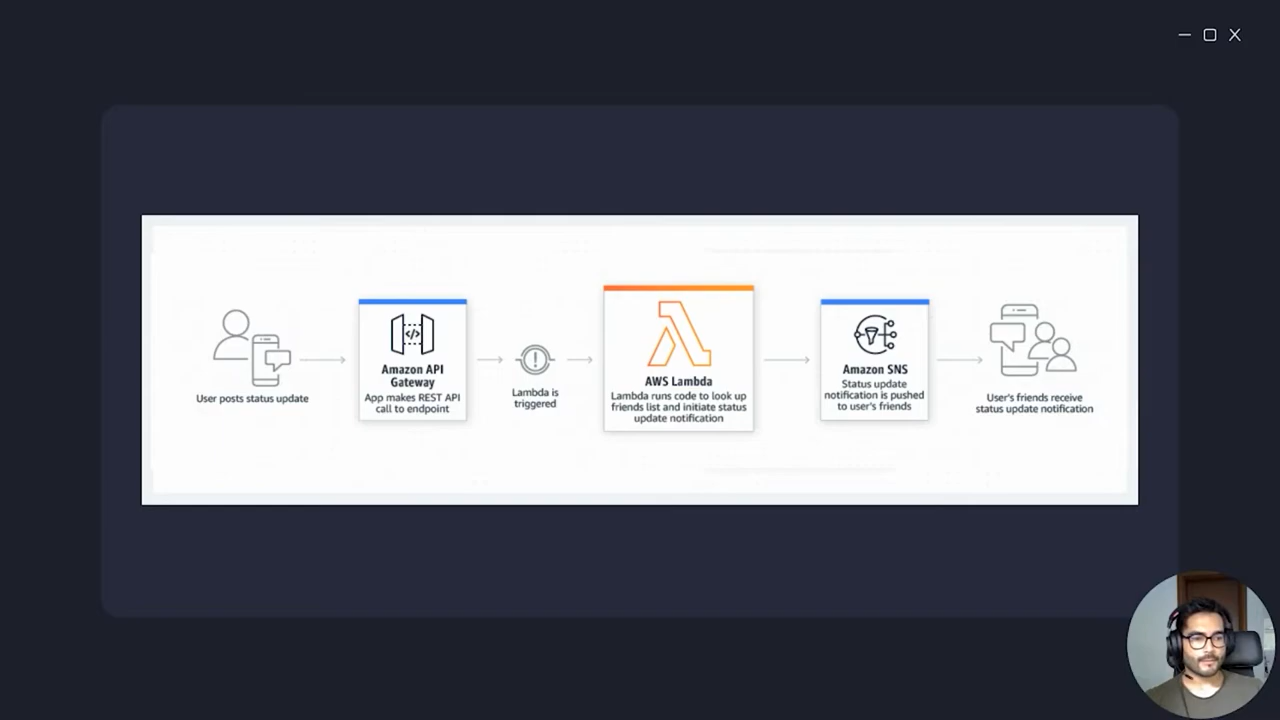 User posts status update
Amazon API
Gateway
App makes REST API
call to endpoint
Lambda is
triggered
AWS Lambda
Lambda runs code to look up
friends list and initiate status
update notification
Amazon SNS
Status update
notification is pushed
to user's friends
User's friends receive
status update notification